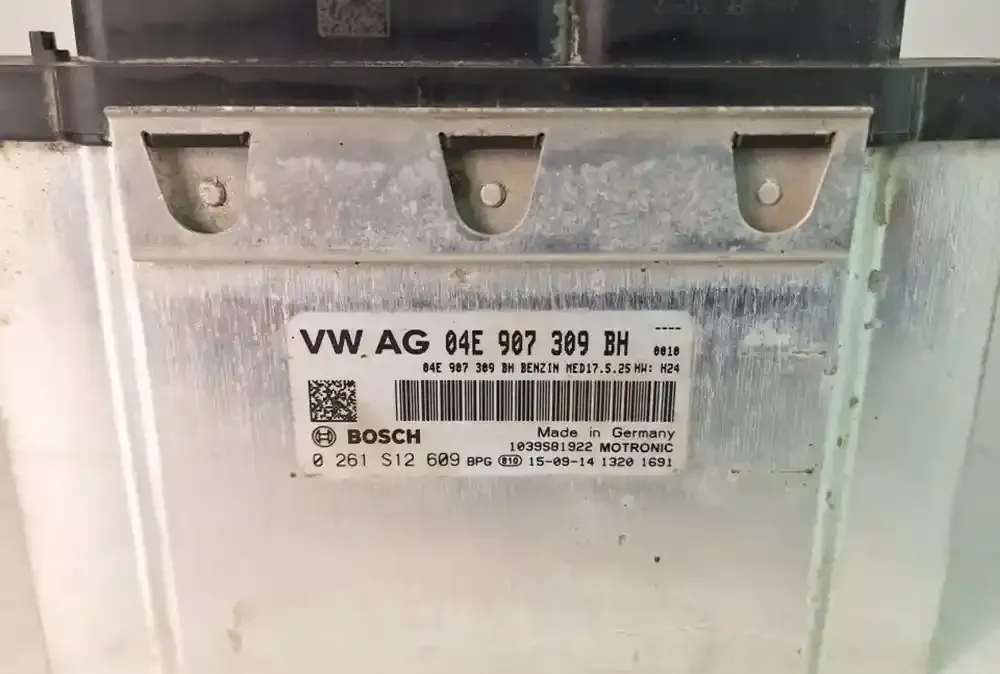 VW AG 04E 907 309 BH ----
0010
04E 907 309 BH BENZIN MED17.5.25 HW: H24
BOSCH Made in Germany
1039S81922 MOTRONIC
0 261 S12 609 BPG 810 15-09-14 1320 1691